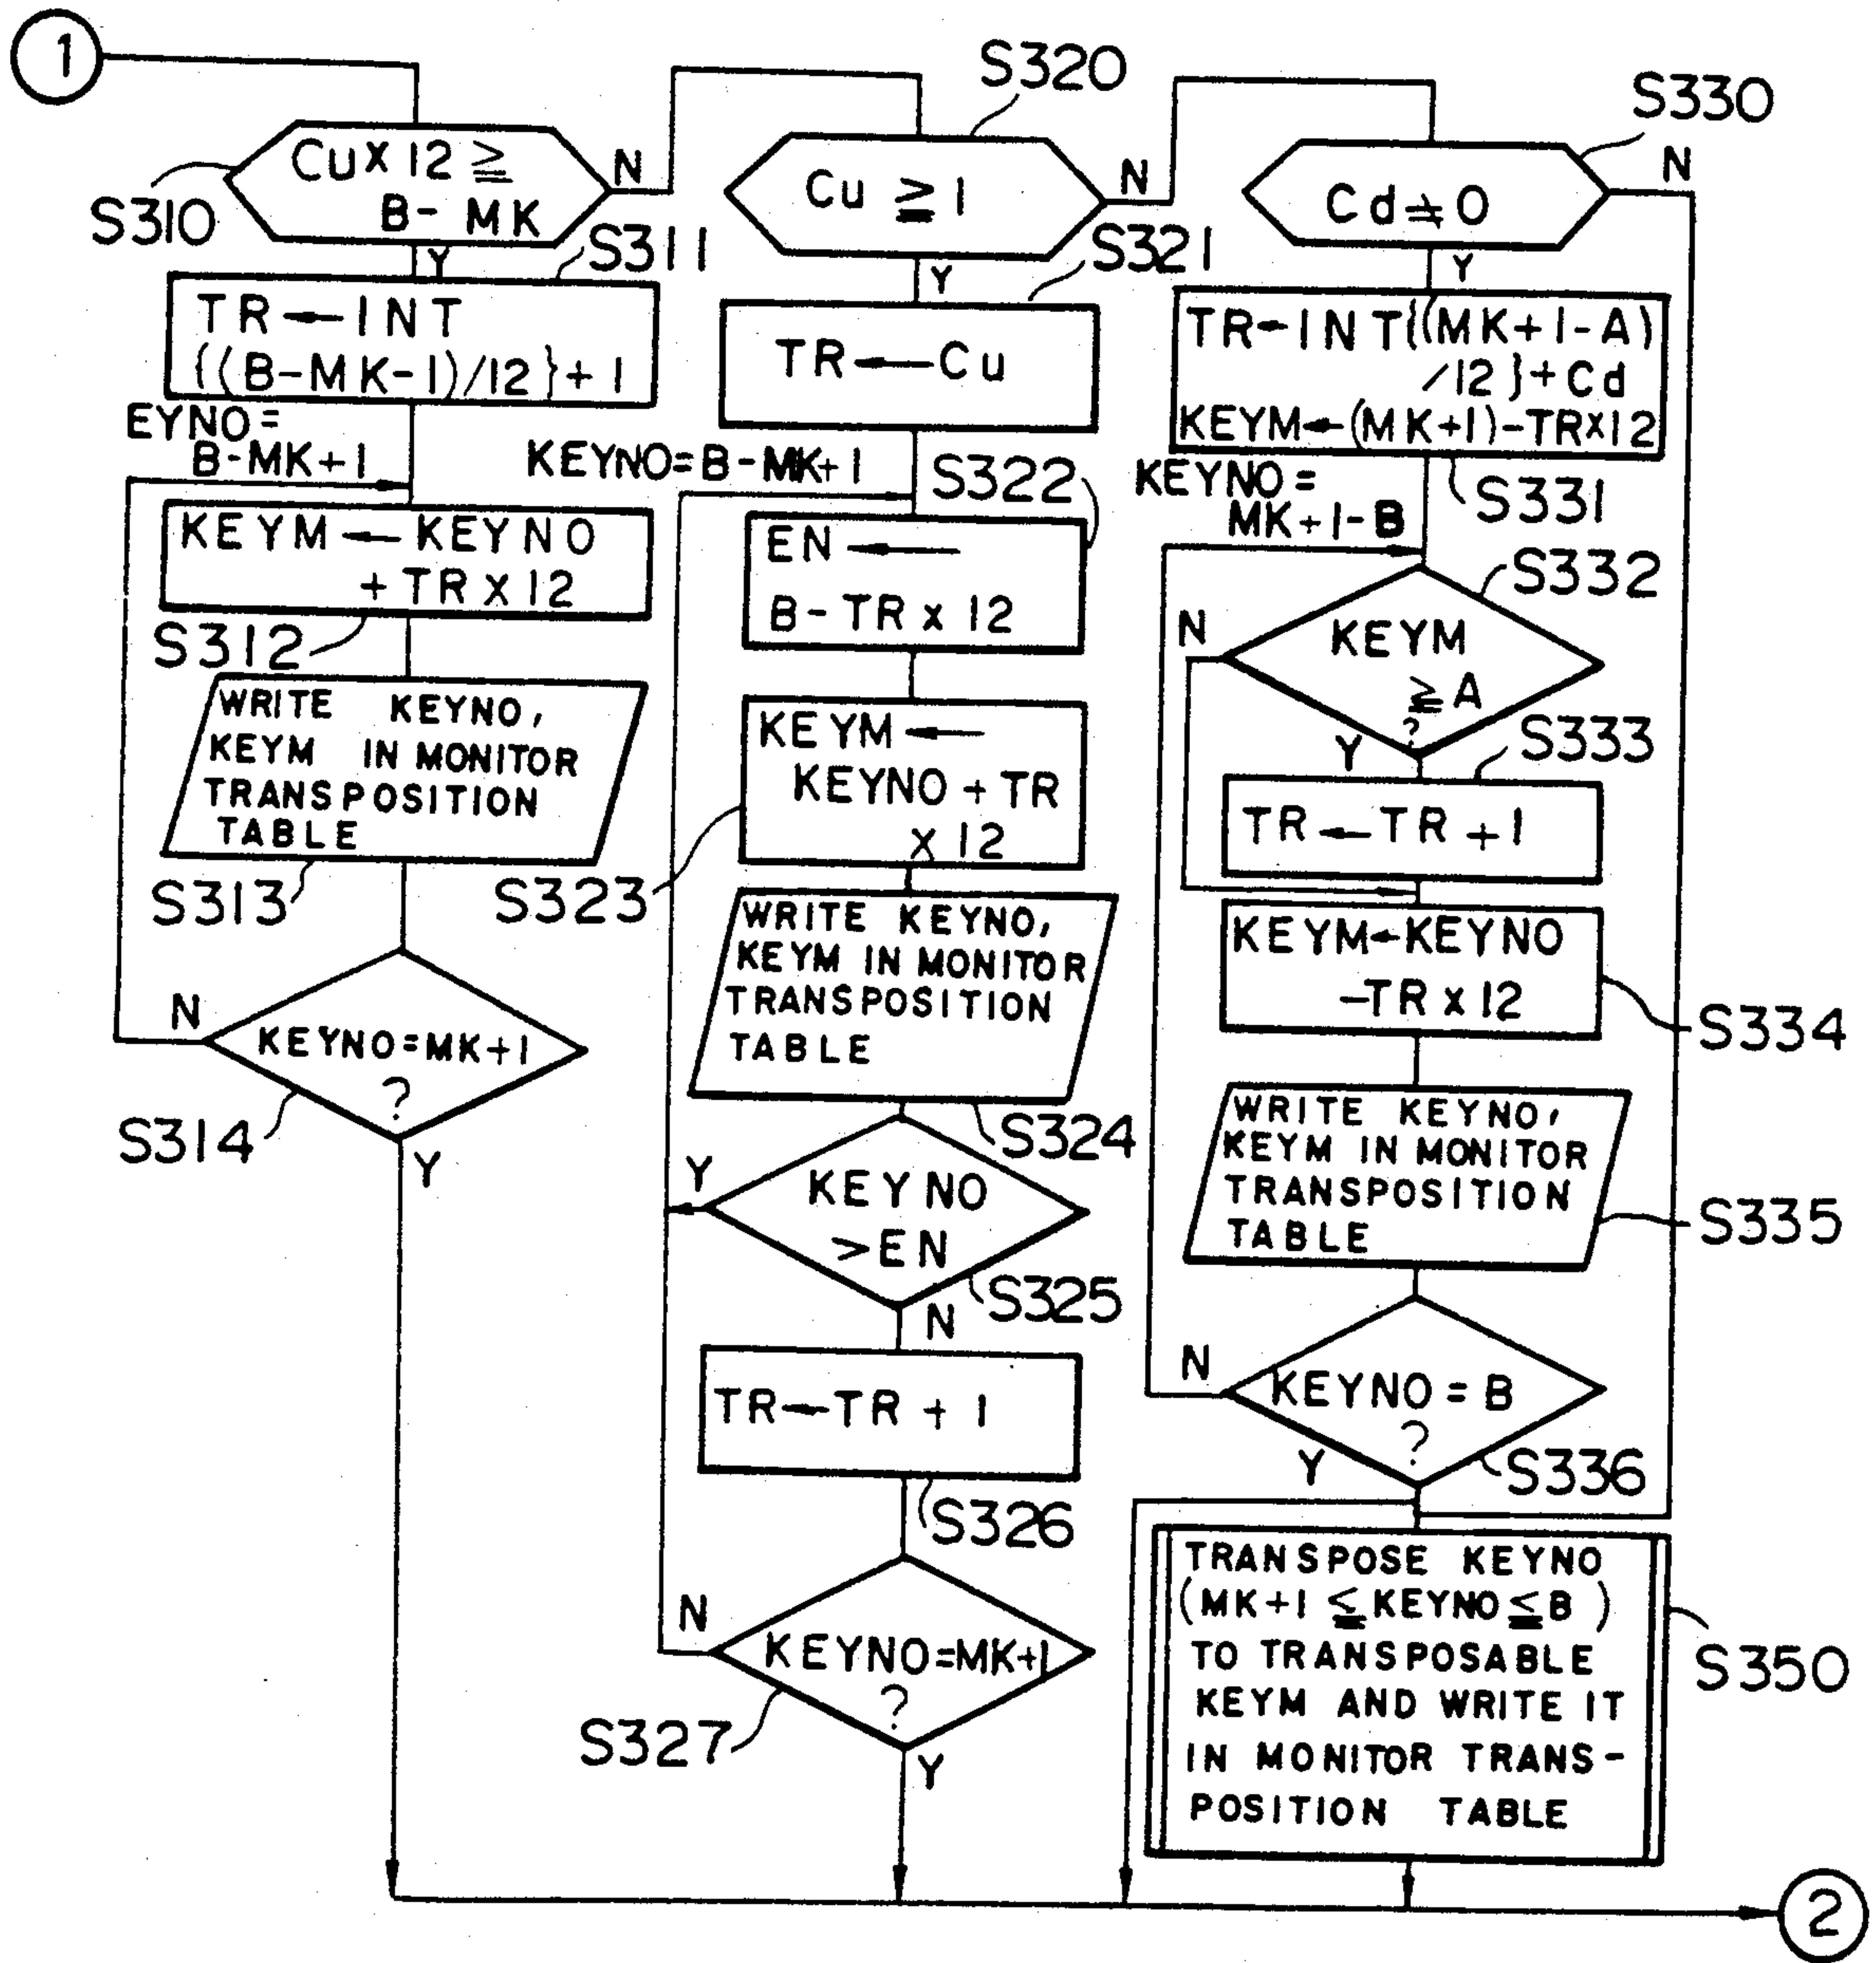 1
S310
Cu x 12 ≧
B - MK
N
Y
S311
TR ← INT
{(B-MK-1)/12}+1
EYNO=
B-MK+1
KEYM ← KEYNO
+ TR x 12
S312
WRITE KEYNO,
KEYM IN MONITOR
TRANSPOSITION
TABLE
S313
N
KEYNO=MK+1
?
S314
Y
S320
Cu ≧ 1
N
Y
S321
TR ← Cu
KEYNO=B-MK+1
S322
EN ←
B-TR x 12
KEYM ←
KEYNO + TR
x 12
S323
WRITE KEYNO,
KEYM IN MONITOR
TRANSPOSITION
TABLE
S324
Y
KEYNO
>EN
S325
N
TR ← TR + 1
S326
N
KEYNO=MK+1
?
S327
Y
S330
N
Cd ≠ 0
Y
TR←INT{(MK+1-A)
/12}+Cd
KEYM←(MK+1)-TR×12
S331
KEYNO=
MK+1-B
S332
N
KEYM
≧ A
?
Y
S333
TR ← TR + 1
KEYM←KEYNO
-TR x 12
S334
WRITE KEYNO,
KEYM IN MONITOR
TRANSPOSITION
TABLE
S335
N
KEYNO = B
?
Y
S336
TRANSPOSE KEYNO
(MK+1 ≦ KEYNO ≦ B)
TO TRANSPOSABLE
KEYM AND WRITE IT
IN MONITOR TRANS-
POSITION TABLE
S350
2